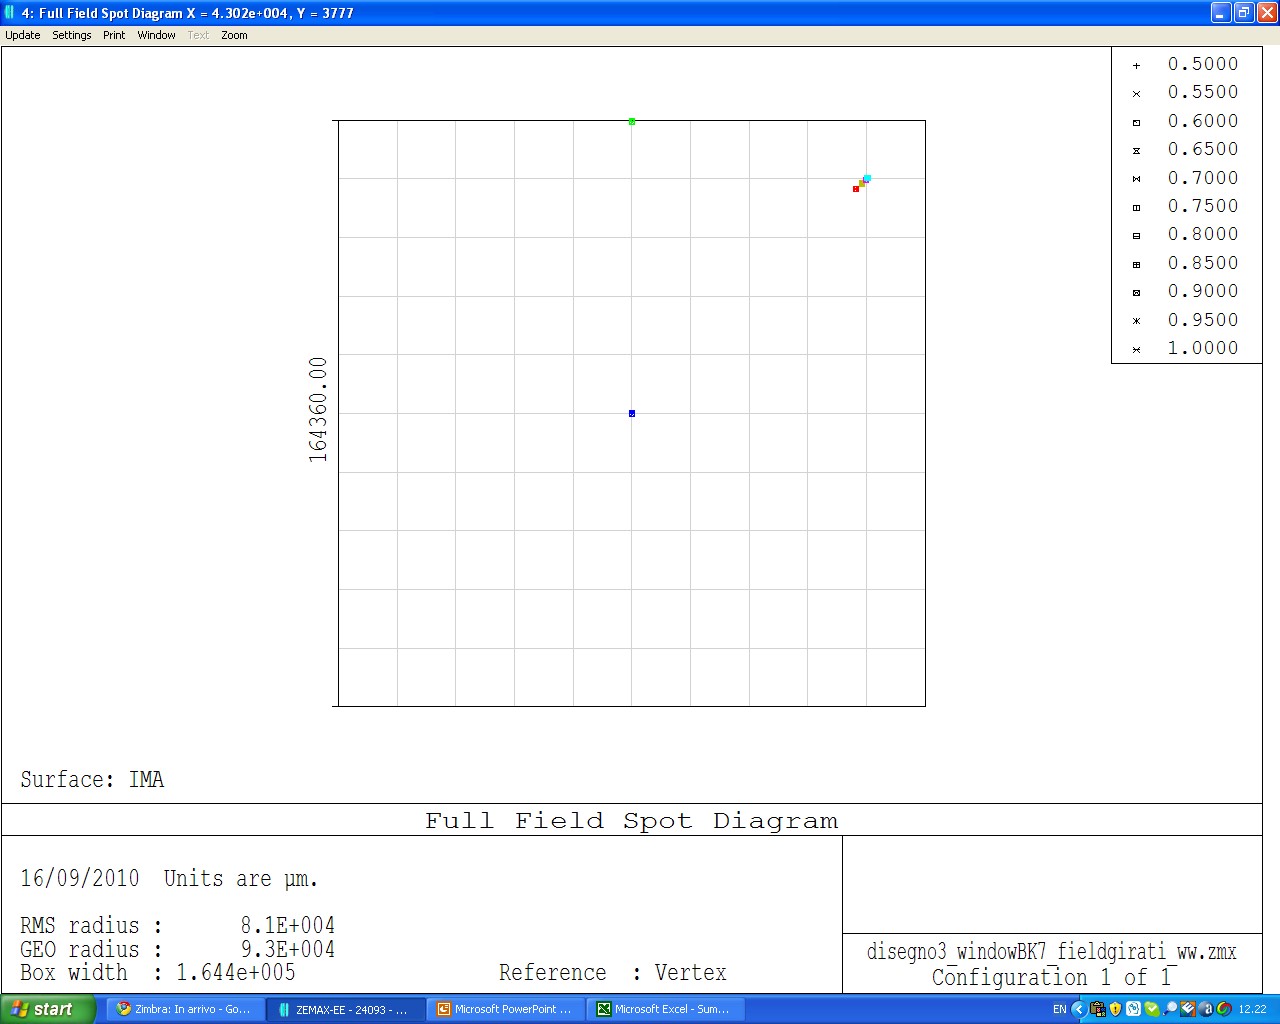 4: Full Field Spot Diagram X = 4.302e+004, Y = 3777
Update Settings Print Window Text Zoom
0.5000
0.5500
0.6000
0.6500
0.7000
0.7500
0.8000
0.8500
0.9000
0.9500
1.0000
164360.00
Surface: IMA
Full Field Spot Diagram
16/09/2010 Units are µm.
RMS radius : 8.1E+004
GEO radius : 9.3E+004
Box width : 1.644e+005 Reference : Vertex
disegno3_windowBK7_fieldgirati_ww.zmx
Configuration 1 of 1
start Zimbra: In arrivo - Go... ZEMAX-EE - 24093 - ... Microsoft PowerPoint ... Microsoft Excel - Sum... EN 12.22